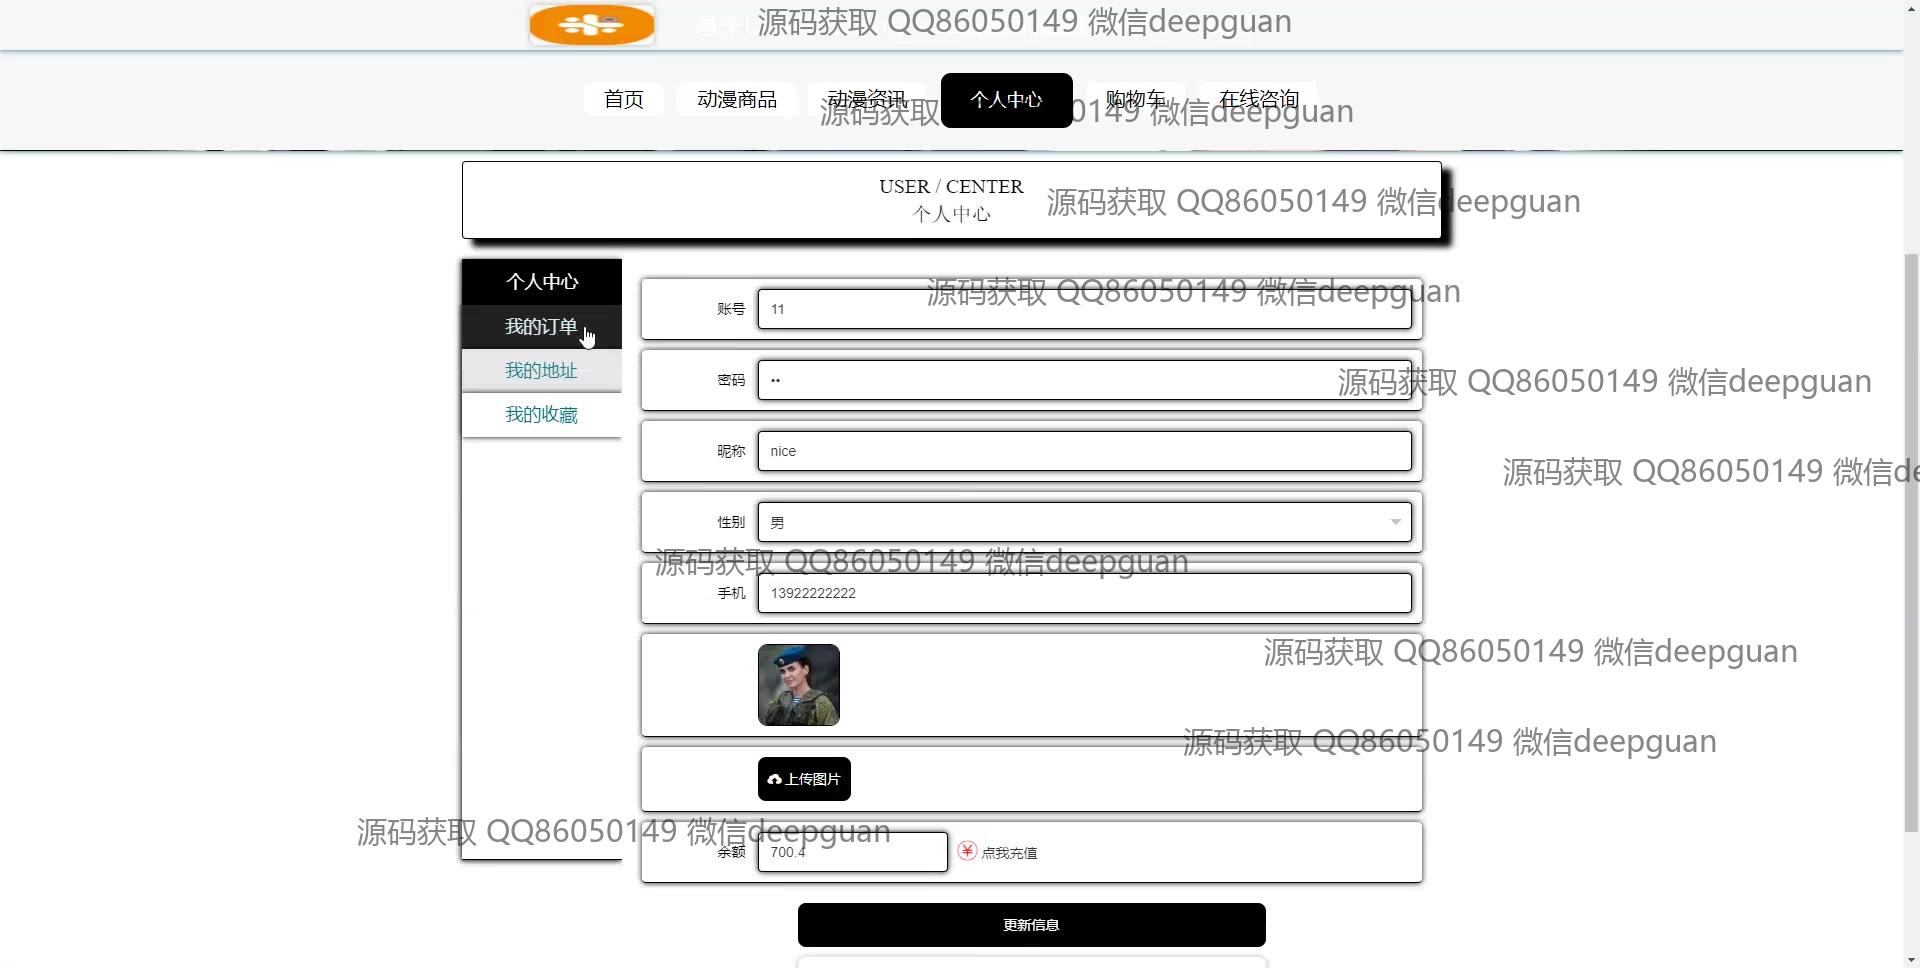 源码获取 QQ86050149 微信deepguan
首页 动漫商品 动漫资讯 个人中心 购物车 在线咨询
源码获取 0149 微信deepguan
USER / CENTER
个人中心
源码获取 QQ86050149 微信deepguan
个人中心
我的订单
我的地址
我的收藏
源码获取 QQ86050149 微信deepguan
账号 11
密码 ••
源码获取 QQ86050149 微信deepguan
昵称 nice
源码获取 QQ86050149 微信de
性别 男
源码获取 QQ86050149 微信deepguan
手机 13922222222
源码获取 QQ86050149 微信deepguan
源码获取 QQ86050149 微信deepguan
上传图片
源码获取 QQ86050149 微信deepguan
余额 700.4 点我充值
更新信息